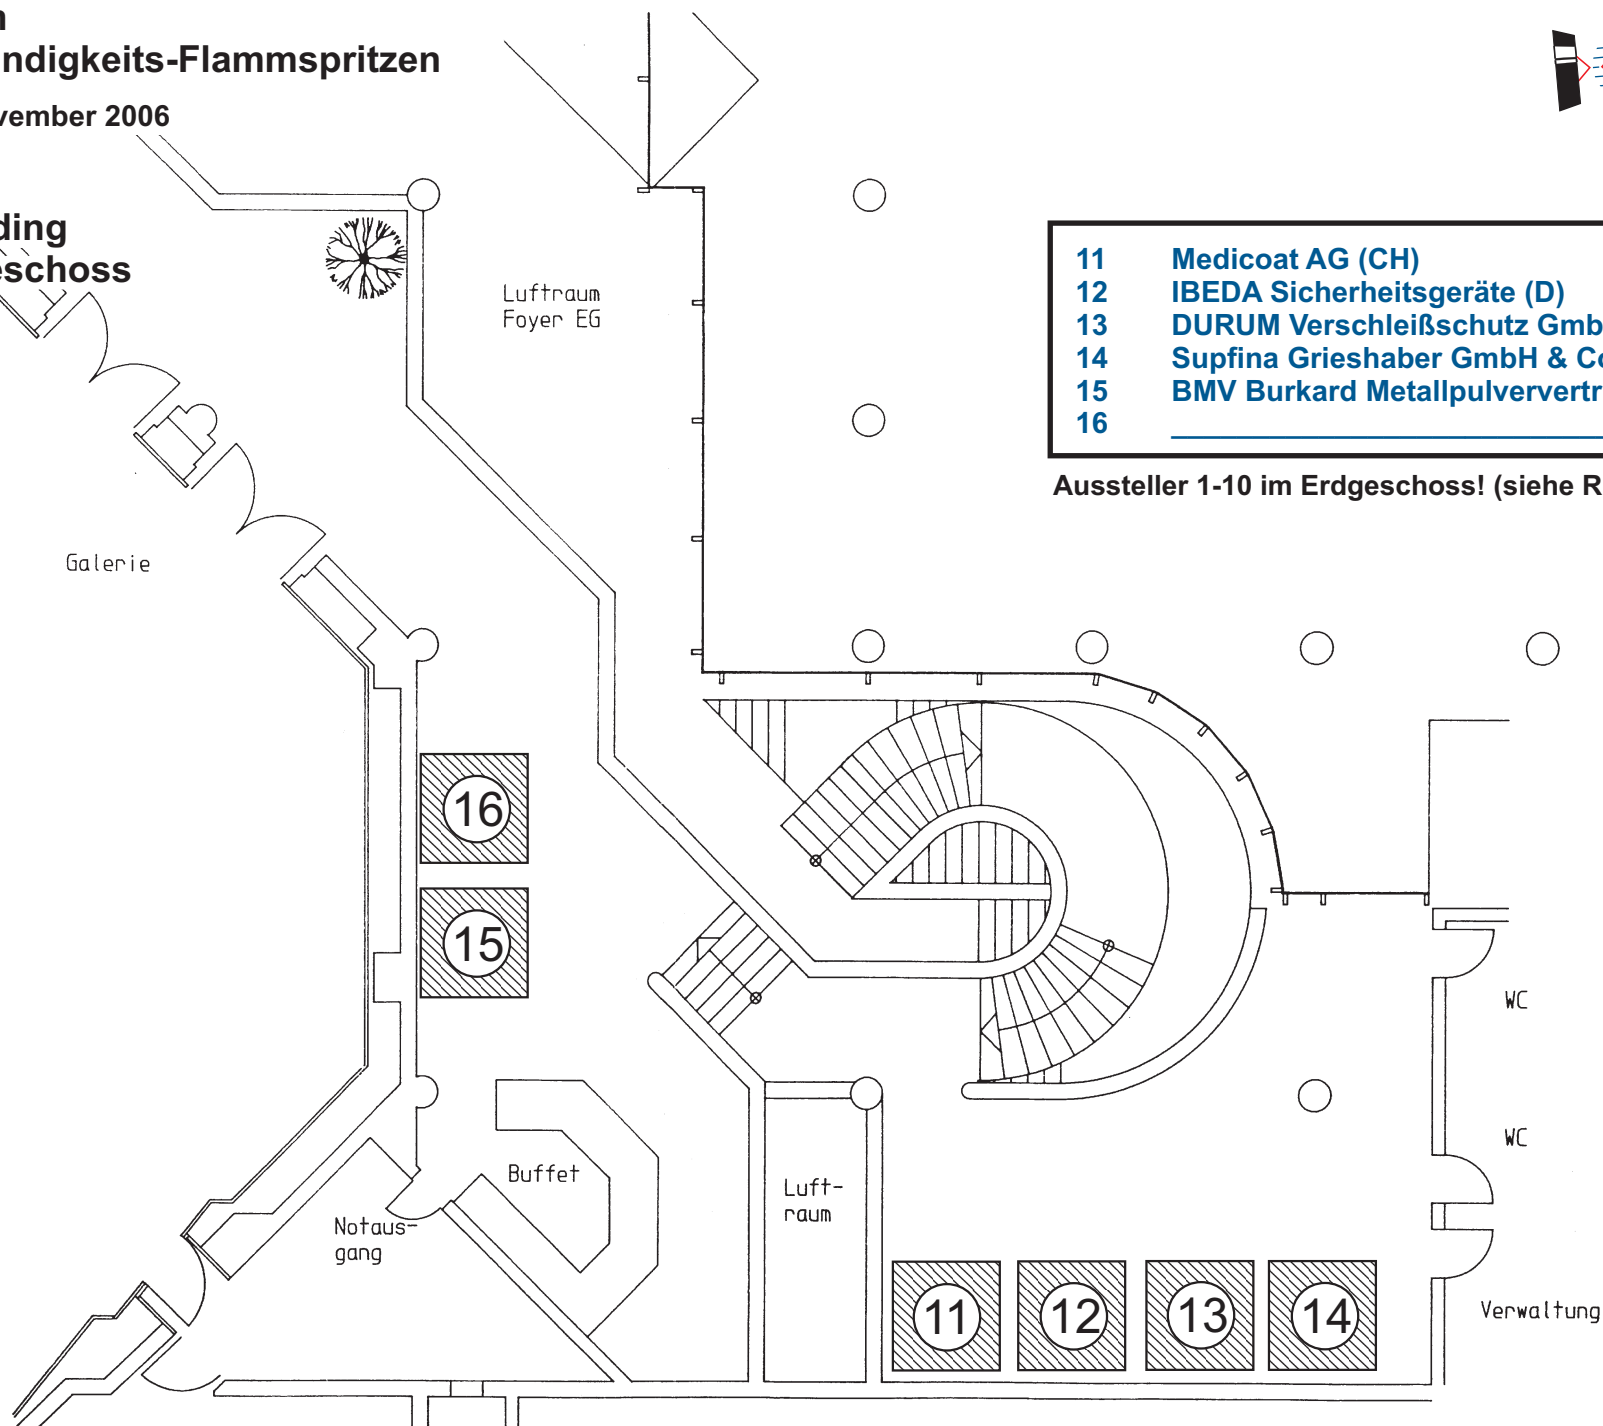 ndigkeits-Flammspritzen
vember 2006
ding
eschoss
Luftraum
Foyer EG
11 Medicoat AG (CH)
12 IBEDA Sicherheitsgeräte (D)
13 DURUM Verschleißschutz Gmb
14 Supfina Grieshaber GmbH & Co
15 BMV Burkard Metallpulververtr
16
Aussteller 1-10 im Erdgeschoss! (siehe R
Galerie
16
15
WC
WC
Buffet
Luft-
raum
Notaus-
gang
11
12
13
14
Verwaltung